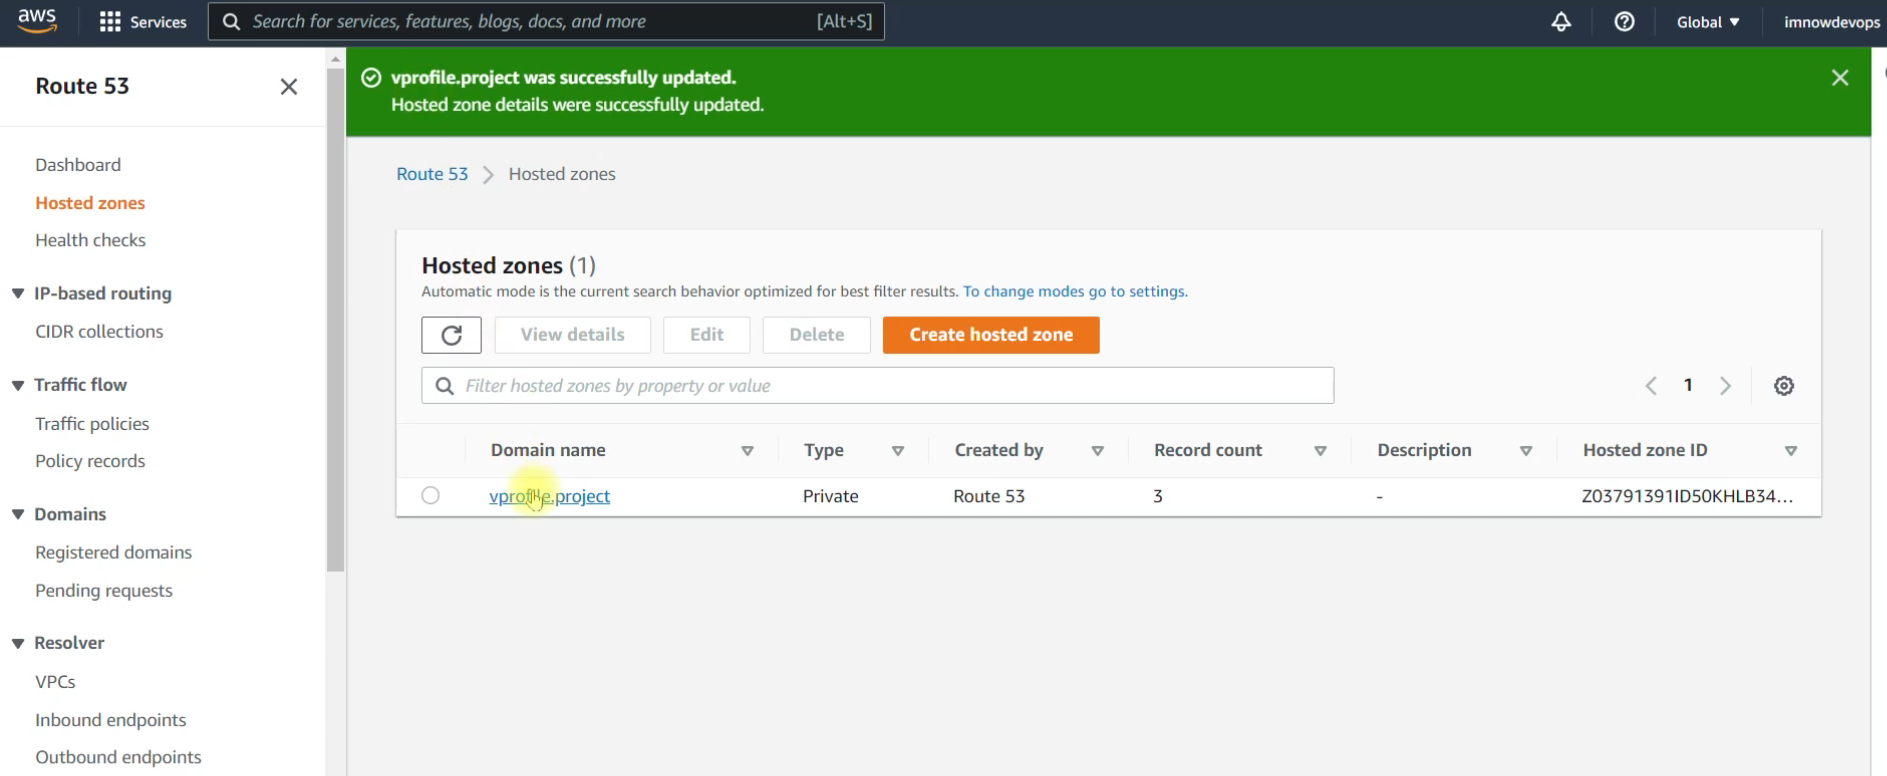 aws Services Search for services, features, blogs, docs, and more [Alt+S] Global imnowdevops
Route 53
Dashboard
Hosted zones
Health checks
IP-based routing
CIDR collections
Traffic flow
Traffic policies
Policy records
Domains
Registered domains
Pending requests
Resolver
VPCs
Inbound endpoints
Outbound endpoints
vprofile.project was successfully updated.
Hosted zone details were successfully updated.
Route 53 Hosted zones
Hosted zones (1)
Automatic mode is the current search behavior optimized for best filter results. To change modes go to settings.
View details Edit Delete Create hosted zone
Filter hosted zones by property or value 1
Domain name Type Created by Record count Description Hosted zone ID
vprofile.project Private Route 53 3 - Z03791391ID50KHLB34...